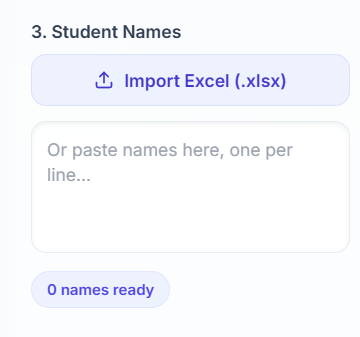 3. Student Names
Import Excel (.xlsx)
Or paste names here, one per
line...
0 names ready